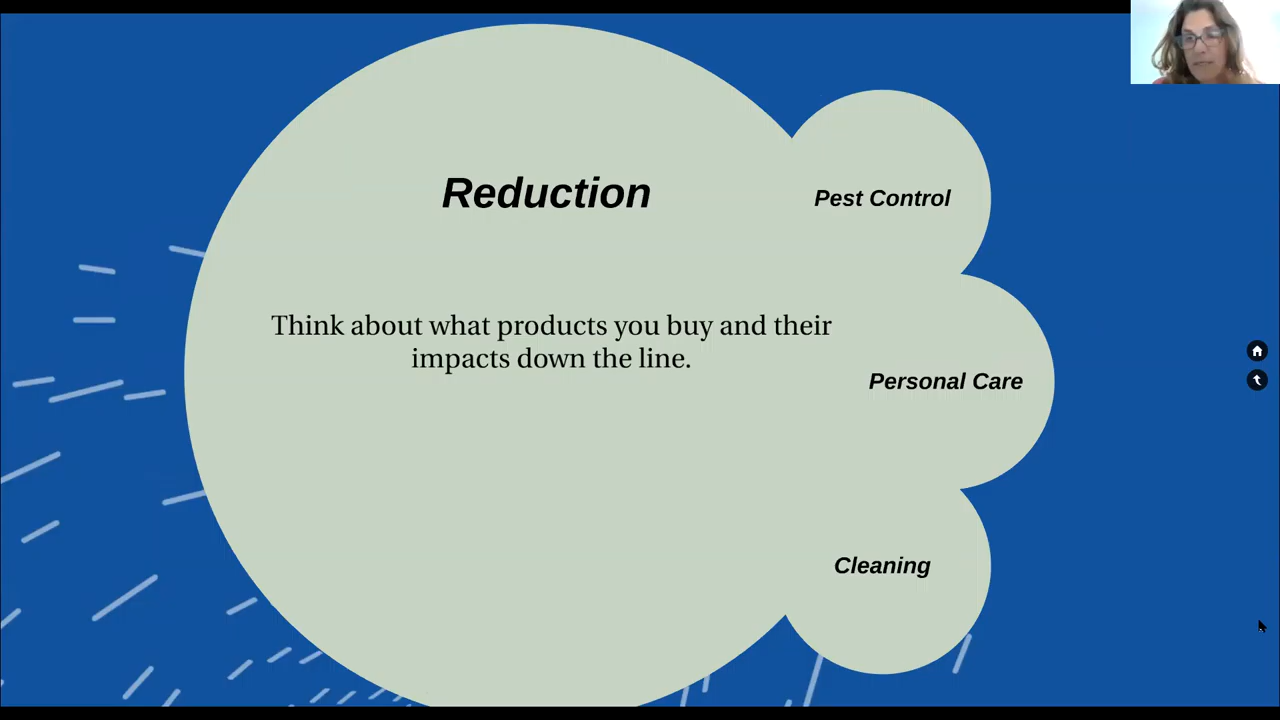 Reduction
Think about what products you buy and their
impacts down the line.
Pest Control
Personal Care
Cleaning